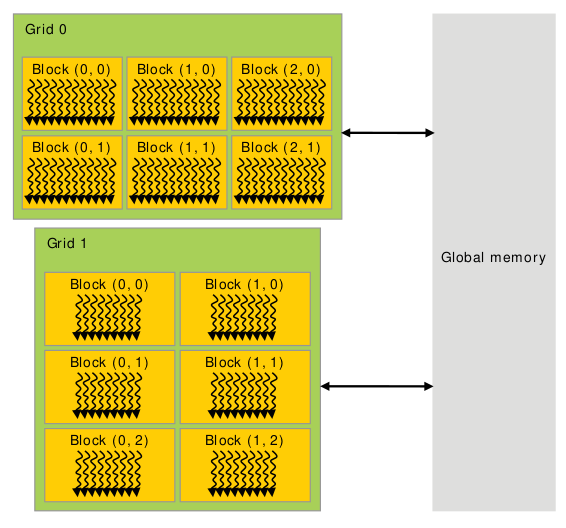 Grid 0
Block (0, 0)
Block (1, 0)
Block (2, 0)
Block (0, 1)
Block (1, 1)
Block (2, 1)
Grid 1
Block (0, 0)
Block (1, 0)
Block (0, 1)
Block (1, 1)
Block (0, 2)
Block (1, 2)
Global memory